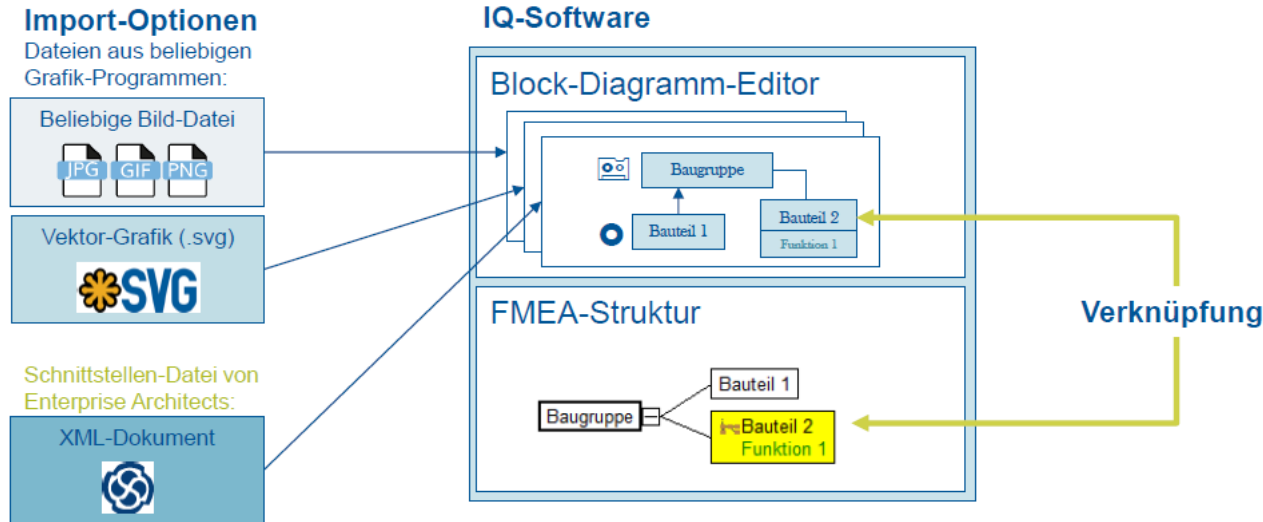 Import-Optionen
Dateien aus beliebigen
Grafik-Programmen:
Beliebige Bild-Datei
JPG GIF PNG
Vektor-Grafik (.svg)
SVG
Schnittstellen-Datei von
Enterprise Architects:
XML-Dokument
IQ-Software
Block-Diagramm-Editor
Baugruppe
Bauteil 1
Bauteil 2
Funktion 1
FMEA-Struktur
Baugruppe
Bauteil 1
Bauteil 2
Funktion 1
Verknüpfung